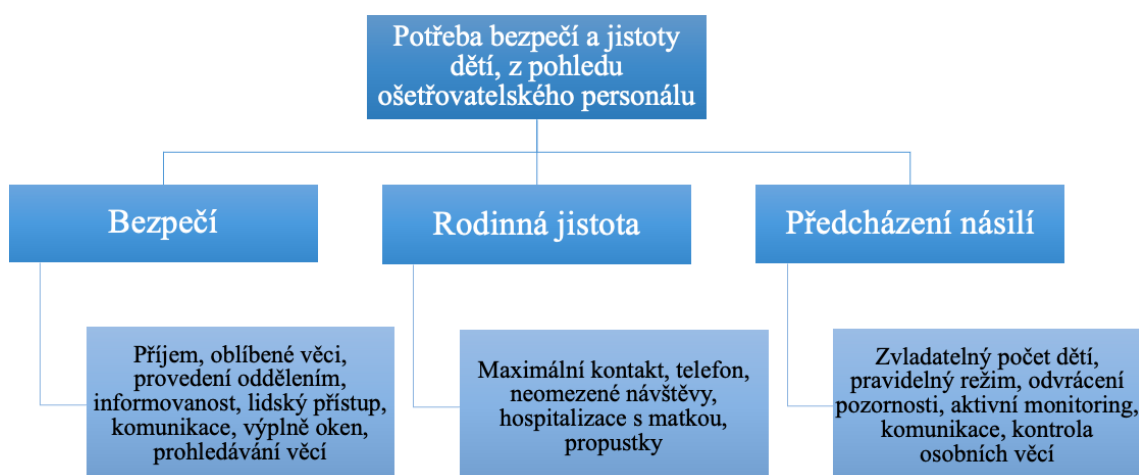 Potřeba bezpečí a jistoty
dětí, z pohledu
ošetřovatelského personálu
Bezpečí
Rodinná jistota
Předcházení násilí
Příjem, oblíbené věci,
provedení oddělením,
informovanost, lidský přístup,
komunikace, výplně oken,
prohledávání věcí
Maximální kontakt, telefon,
neomezené návštěvy,
hospitalizace s matkou,
propustky
Zvladatelný počet dětí,
pravidelný režim, odvrácení
pozornosti, aktivní monitoring,
komunikace, kontrola
osobních věcí